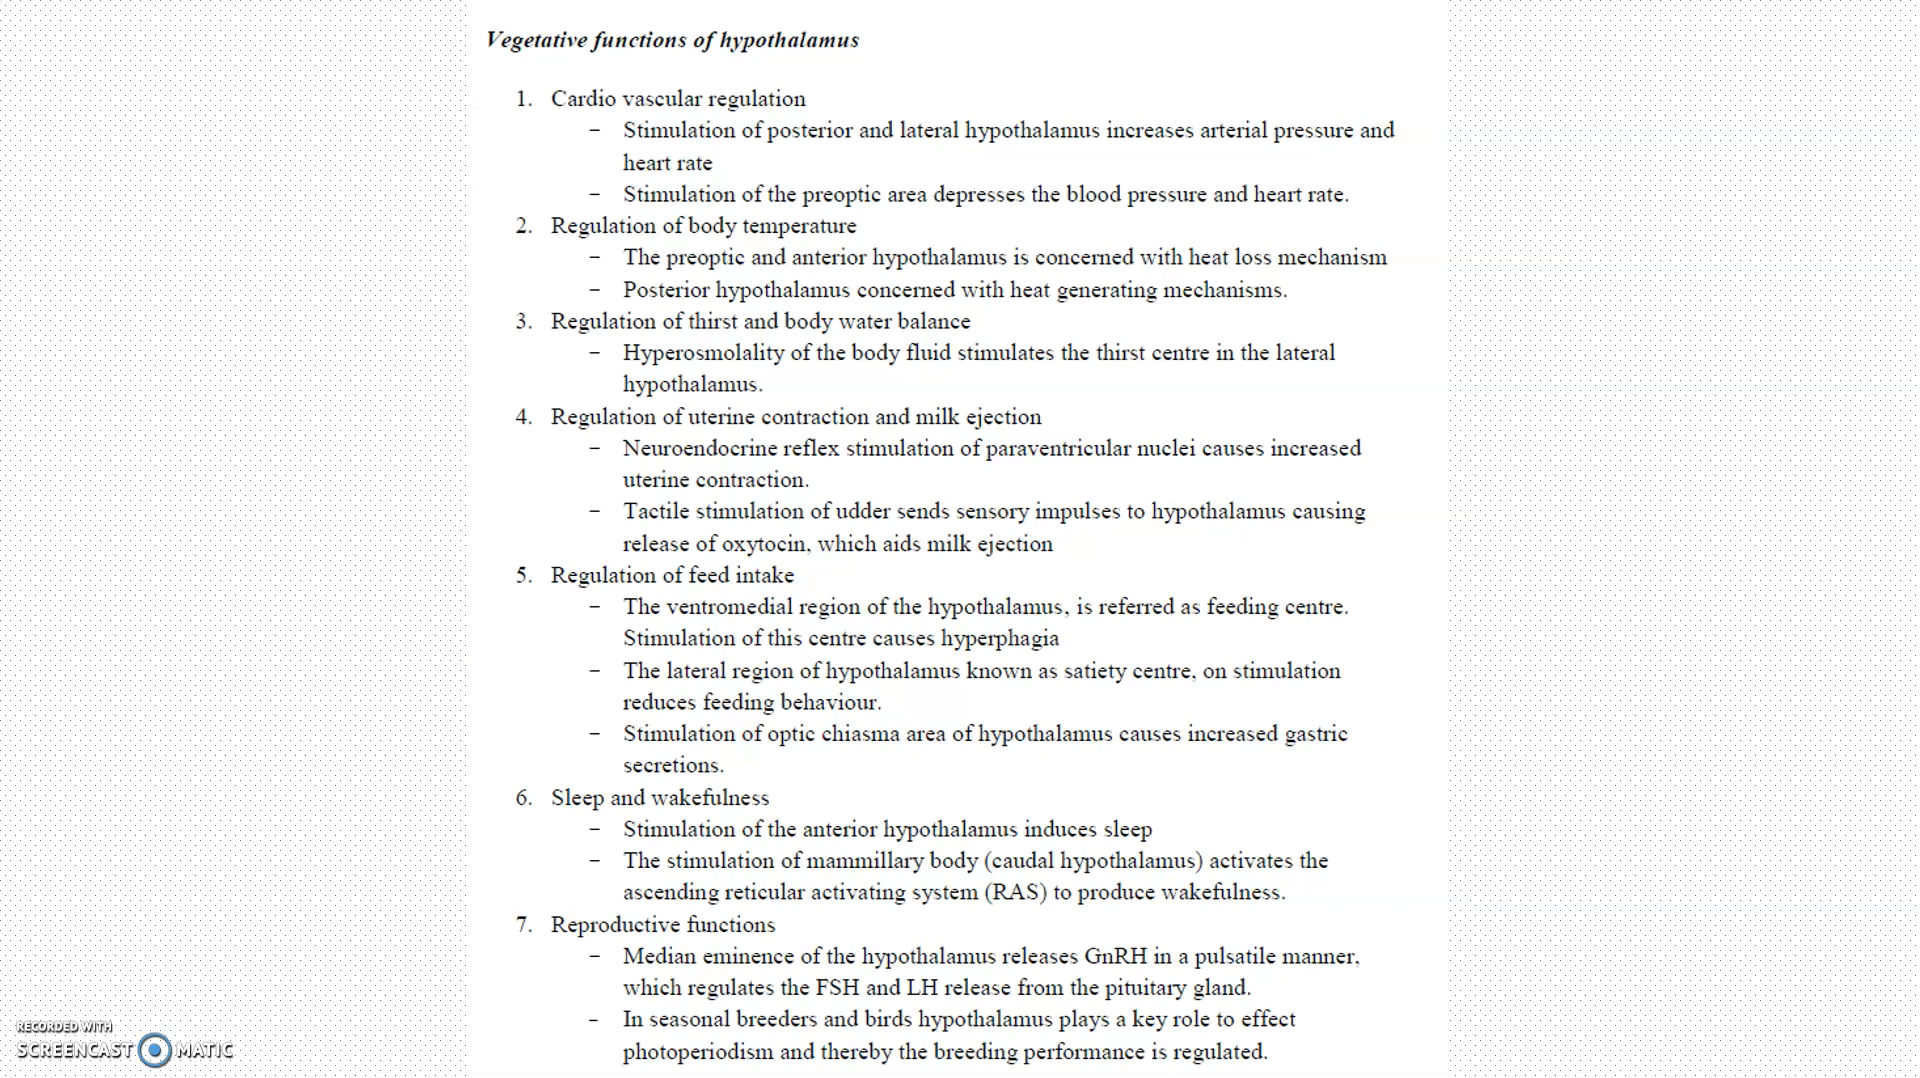 Vegetative functions of hypothalamus
1. Cardio vascular regulation
− Stimulation of posterior and lateral hypothalamus increases arterial pressure and
heart rate
− Stimulation of the preoptic area depresses the blood pressure and heart rate.
2. Regulation of body temperature
− The preoptic and anterior hypothalamus is concerned with heat loss mechanism
− Posterior hypothalamus concerned with heat generating mechanisms.
3. Regulation of thirst and body water balance
− Hyperosmolality of the body fluid stimulates the thirst centre in the lateral
hypothalamus.
4. Regulation of uterine contraction and milk ejection
− Neuroendocrine reflex stimulation of paraventricular nuclei causes increased
uterine contraction.
− Tactile stimulation of udder sends sensory impulses to hypothalamus causing
release of oxytocin, which aids milk ejection
5. Regulation of feed intake
− The ventromedial region of the hypothalamus, is referred as feeding centre.
Stimulation of this centre causes hyperphagia
− The lateral region of hypothalamus known as satiety centre, on stimulation
reduces feeding behaviour.
− Stimulation of optic chiasma area of hypothalamus causes increased gastric
secretions.
6. Sleep and wakefulness
− Stimulation of the anterior hypothalamus induces sleep
− The stimulation of mammillary body (caudal hypothalamus) activates the
ascending reticular activating system (RAS) to produce wakefulness.
7. Reproductive functions
− Median eminence of the hypothalamus releases GnRH in a pulsatile manner,
which regulates the FSH and LH release from the pituitary gland.
- In seasonal breeders and birds hypothalamus plays a key role to effect
photoperiodism and thereby the breeding performance is regulated.
RECORDED WITH
SCREENCAST MATIC